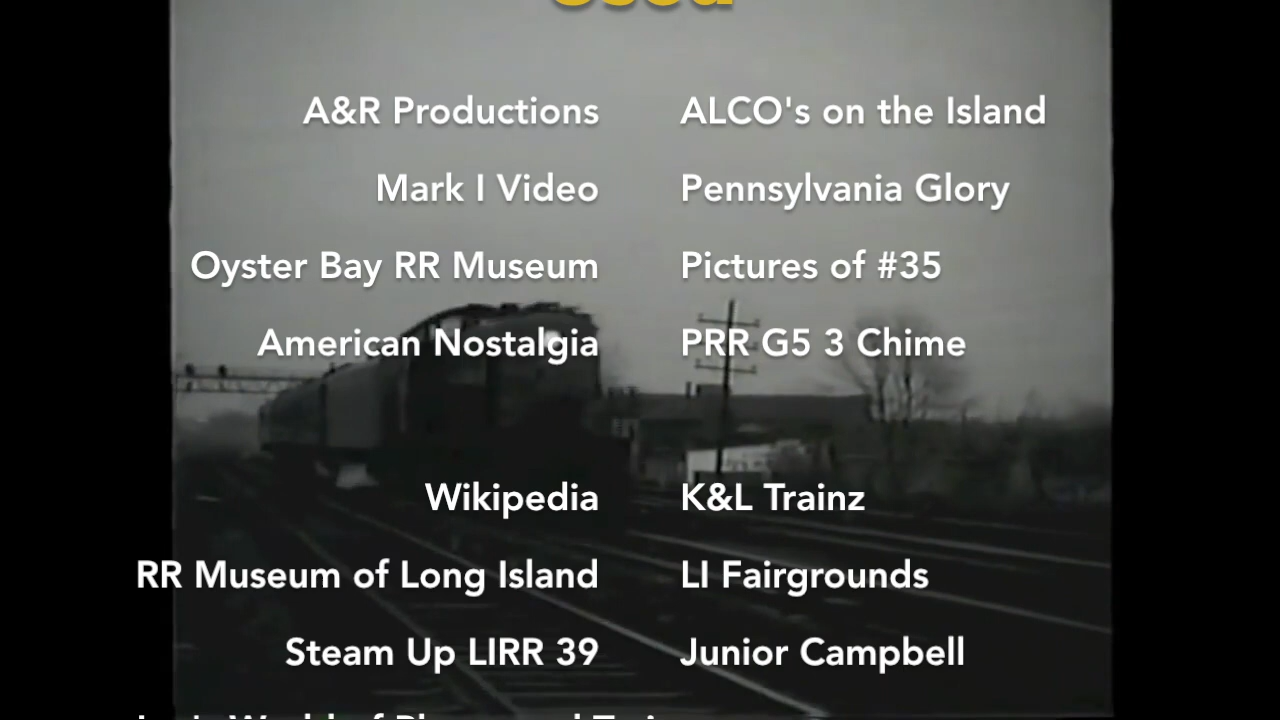 Used
A&R Productions ALCO's on the Island
Mark I Video Pennsylvania Glory
Oyster Bay RR Museum Pictures of #35
American Nostalgia PRR G5 3 Chime
Wikipedia K&L Trainz
RR Museum of Long Island LI Fairgrounds
Steam Up LIRR 39 Junior Campbell